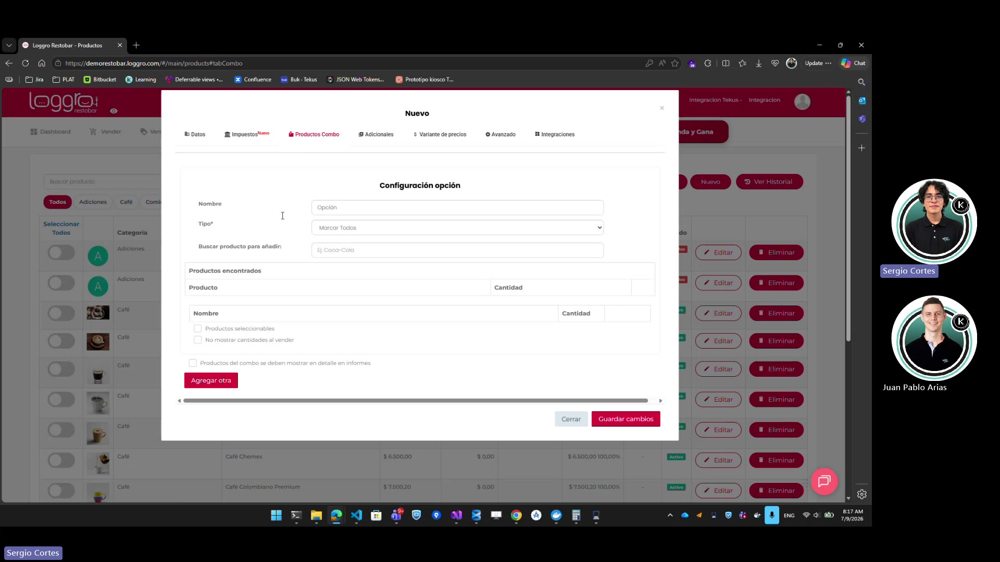 Loggro Restobar - Productos
https://demorestobar.loggro.com/#/main/products#tabCombo
Update
Chat
Jira
PLAT
Bitbucket
Learning
Deferrable views •...
Confluence
Buk - Tekus
JSON Web Tokens...
Prototipo kiosco T...
loggro
restobar
Integracion Tekus -
Integracion
Dashboard
Vender
Ven
nda y Gana
Nuevo
Datos
Impuestos Nuevo
Productos Combo
Adicionales
$ Variante de precios
Avanzado
Integraciones
Buscar producto
Nuevo
Ver Historial
Todos
Adiciones
Café
Comi
Configuración opción
Nombre
Opción
Tipo*
Marcar Todos
Buscar producto para añadir:
Ej: Coca-Cola
Productos encontrados
Producto
Cantidad
Nombre
Cantidad
Productos seleccionables
No mostrar cantidades al vender
Productos del combo se deben mostrar en detalle en informes
Agregar otra
Cerrar
Guardar cambios
Seleccionar
Todos
Categoría
do
A
Adiciones
vo
Editar
Eliminar
A
Adiciones
vo
Editar
Eliminar
Café
vo
Editar
Eliminar
Café
vo
Editar
Eliminar
Café
vo
Editar
Eliminar
Café
vo
Editar
Eliminar
Café
vo
Editar
Eliminar
Café
Café Chemex
$ 6.500,00
$ 0,00
$ 6.500,00 100,00%
-
Activo
Editar
Eliminar
Café
Café Colombiano Premium
$ 7.500,20
$ 0,00
$ 7.500,20 100,00%
-
Activo
Editar
Eliminar
9+
ENG
8:17 AM
7/9/2026
K
Sergio Cortes
K
Juan Pablo Arias
Sergio Cortes